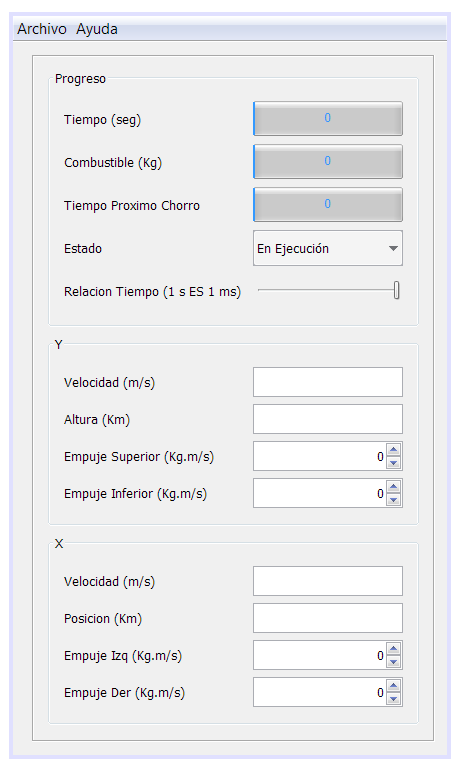 Archivo Ayuda
Progreso
Tiempo (seg) 0
Combustible (Kg) 0
Tiempo Proximo Chorro 0
Estado En Ejecución
Relacion Tiempo (1 s ES 1 ms)
Y
Velocidad (m/s)
Altura (Km)
Empuje Superior (Kg.m/s) 0
Empuje Inferior (Kg.m/s) 0
X
Velocidad (m/s)
Posicion (Km)
Empuje Izq (Kg.m/s) 0
Empuje Der (Kg.m/s) 0